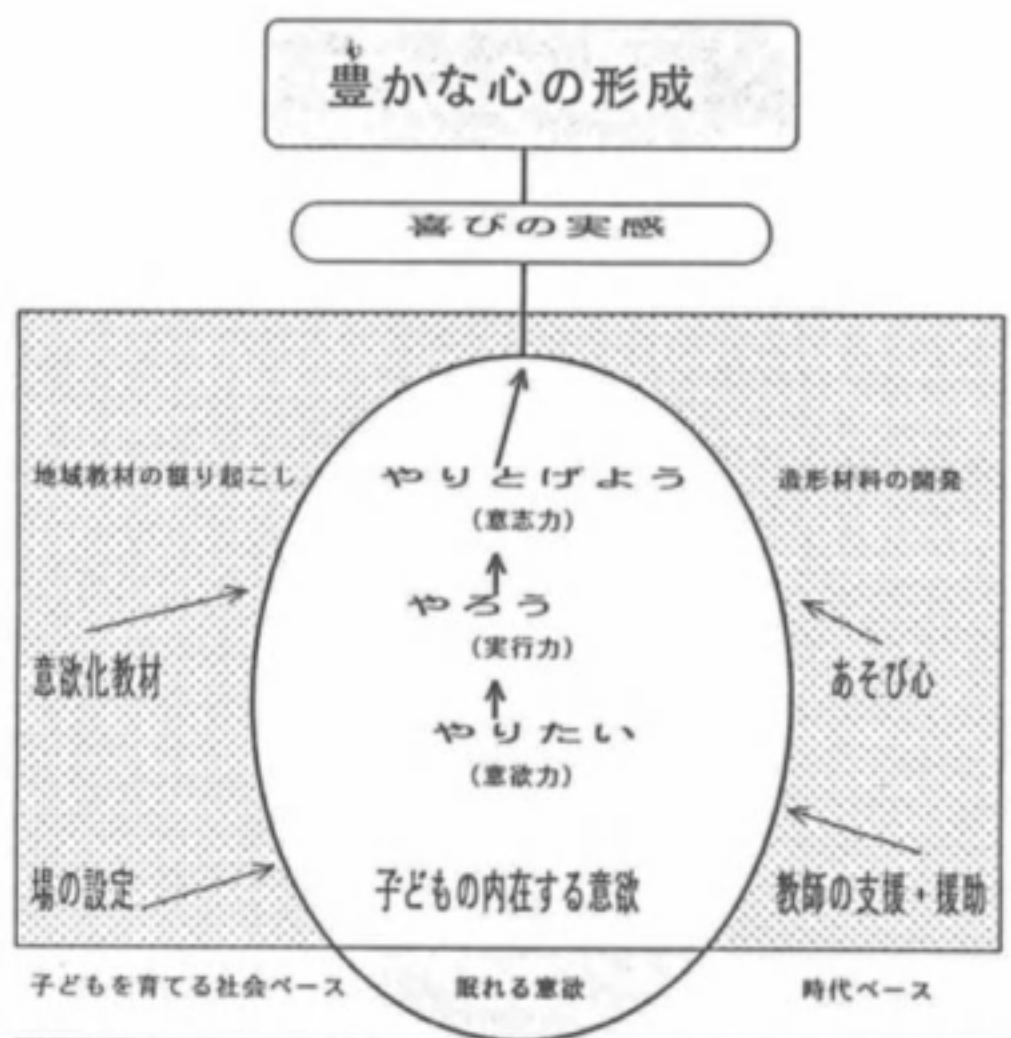 豊かな心の形成
喜びの実感
地域教材の掘り起こし
やりとげよう
(意志力)
造形材料の開発
やろう
(実行力)
意欲化教材
あそび心
やりたい
(意欲力)
場の設定
子どもの内在する意欲
教師の支援+援助
子どもを育てる社会ベース
眠れる意欲
時代ベース